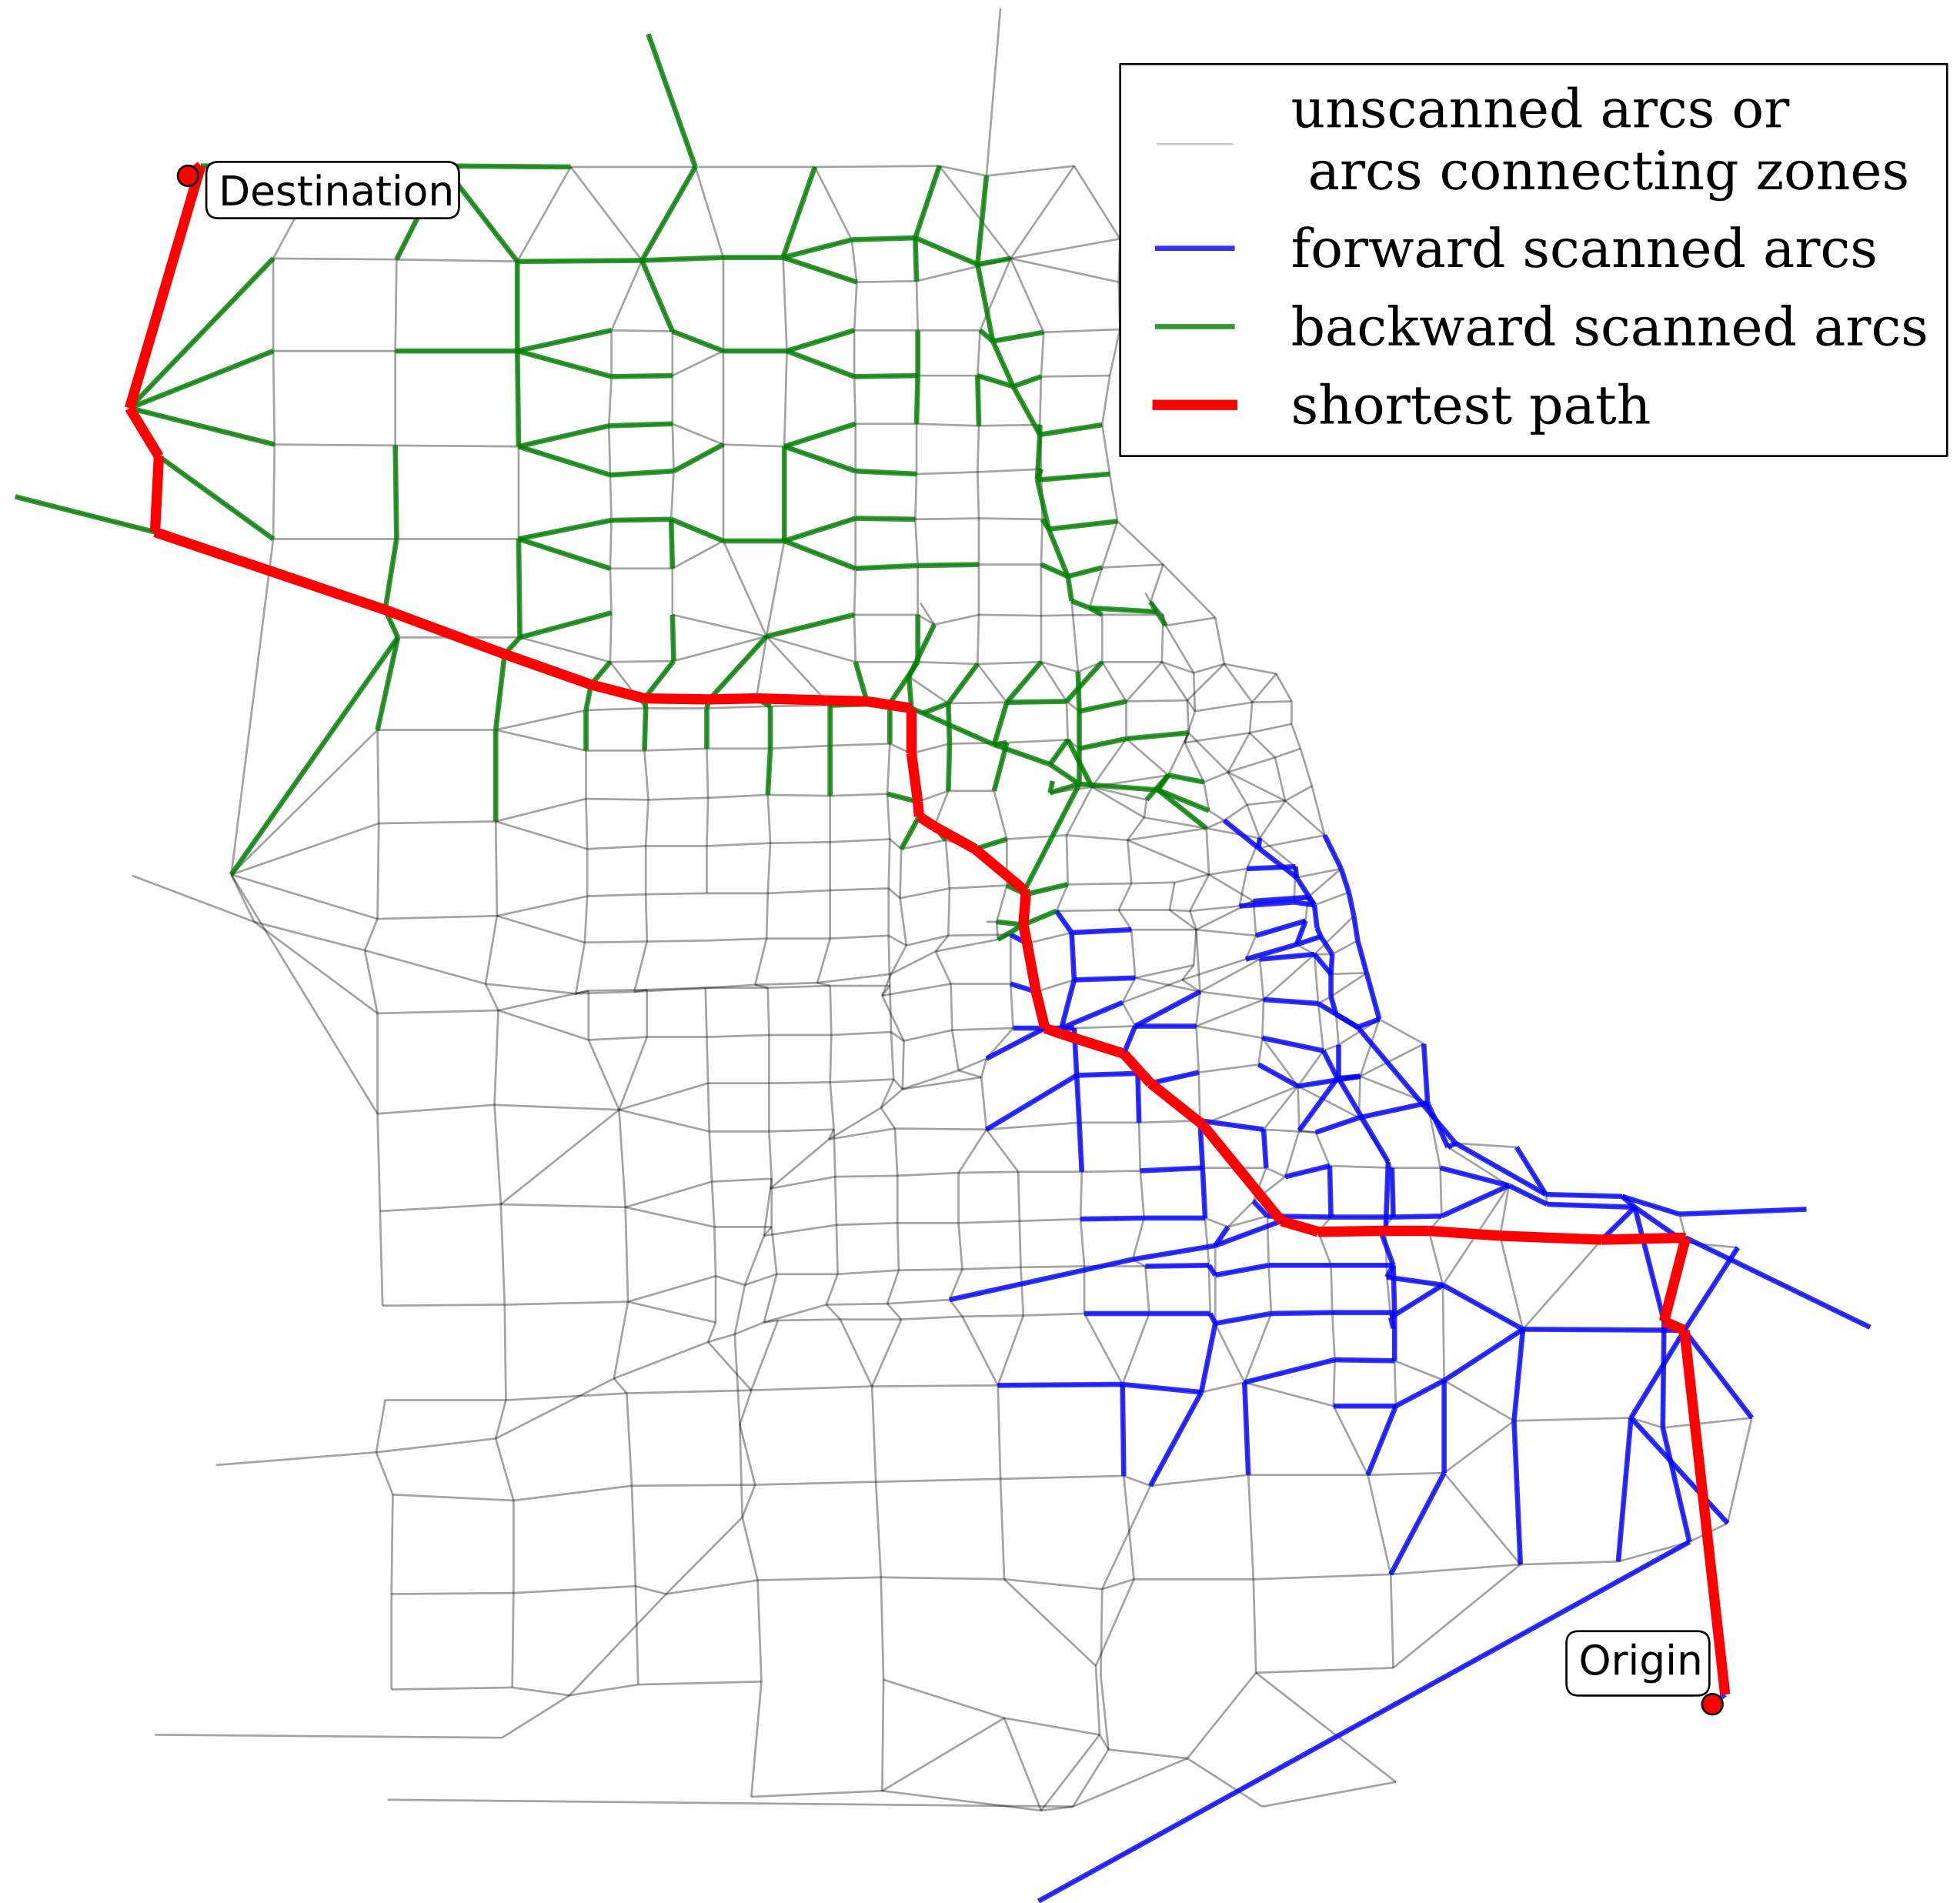 unscanned arcs or
arcs connecting zones
forward scanned arcs
backward scanned arcs
shortest path
Destination
Origin